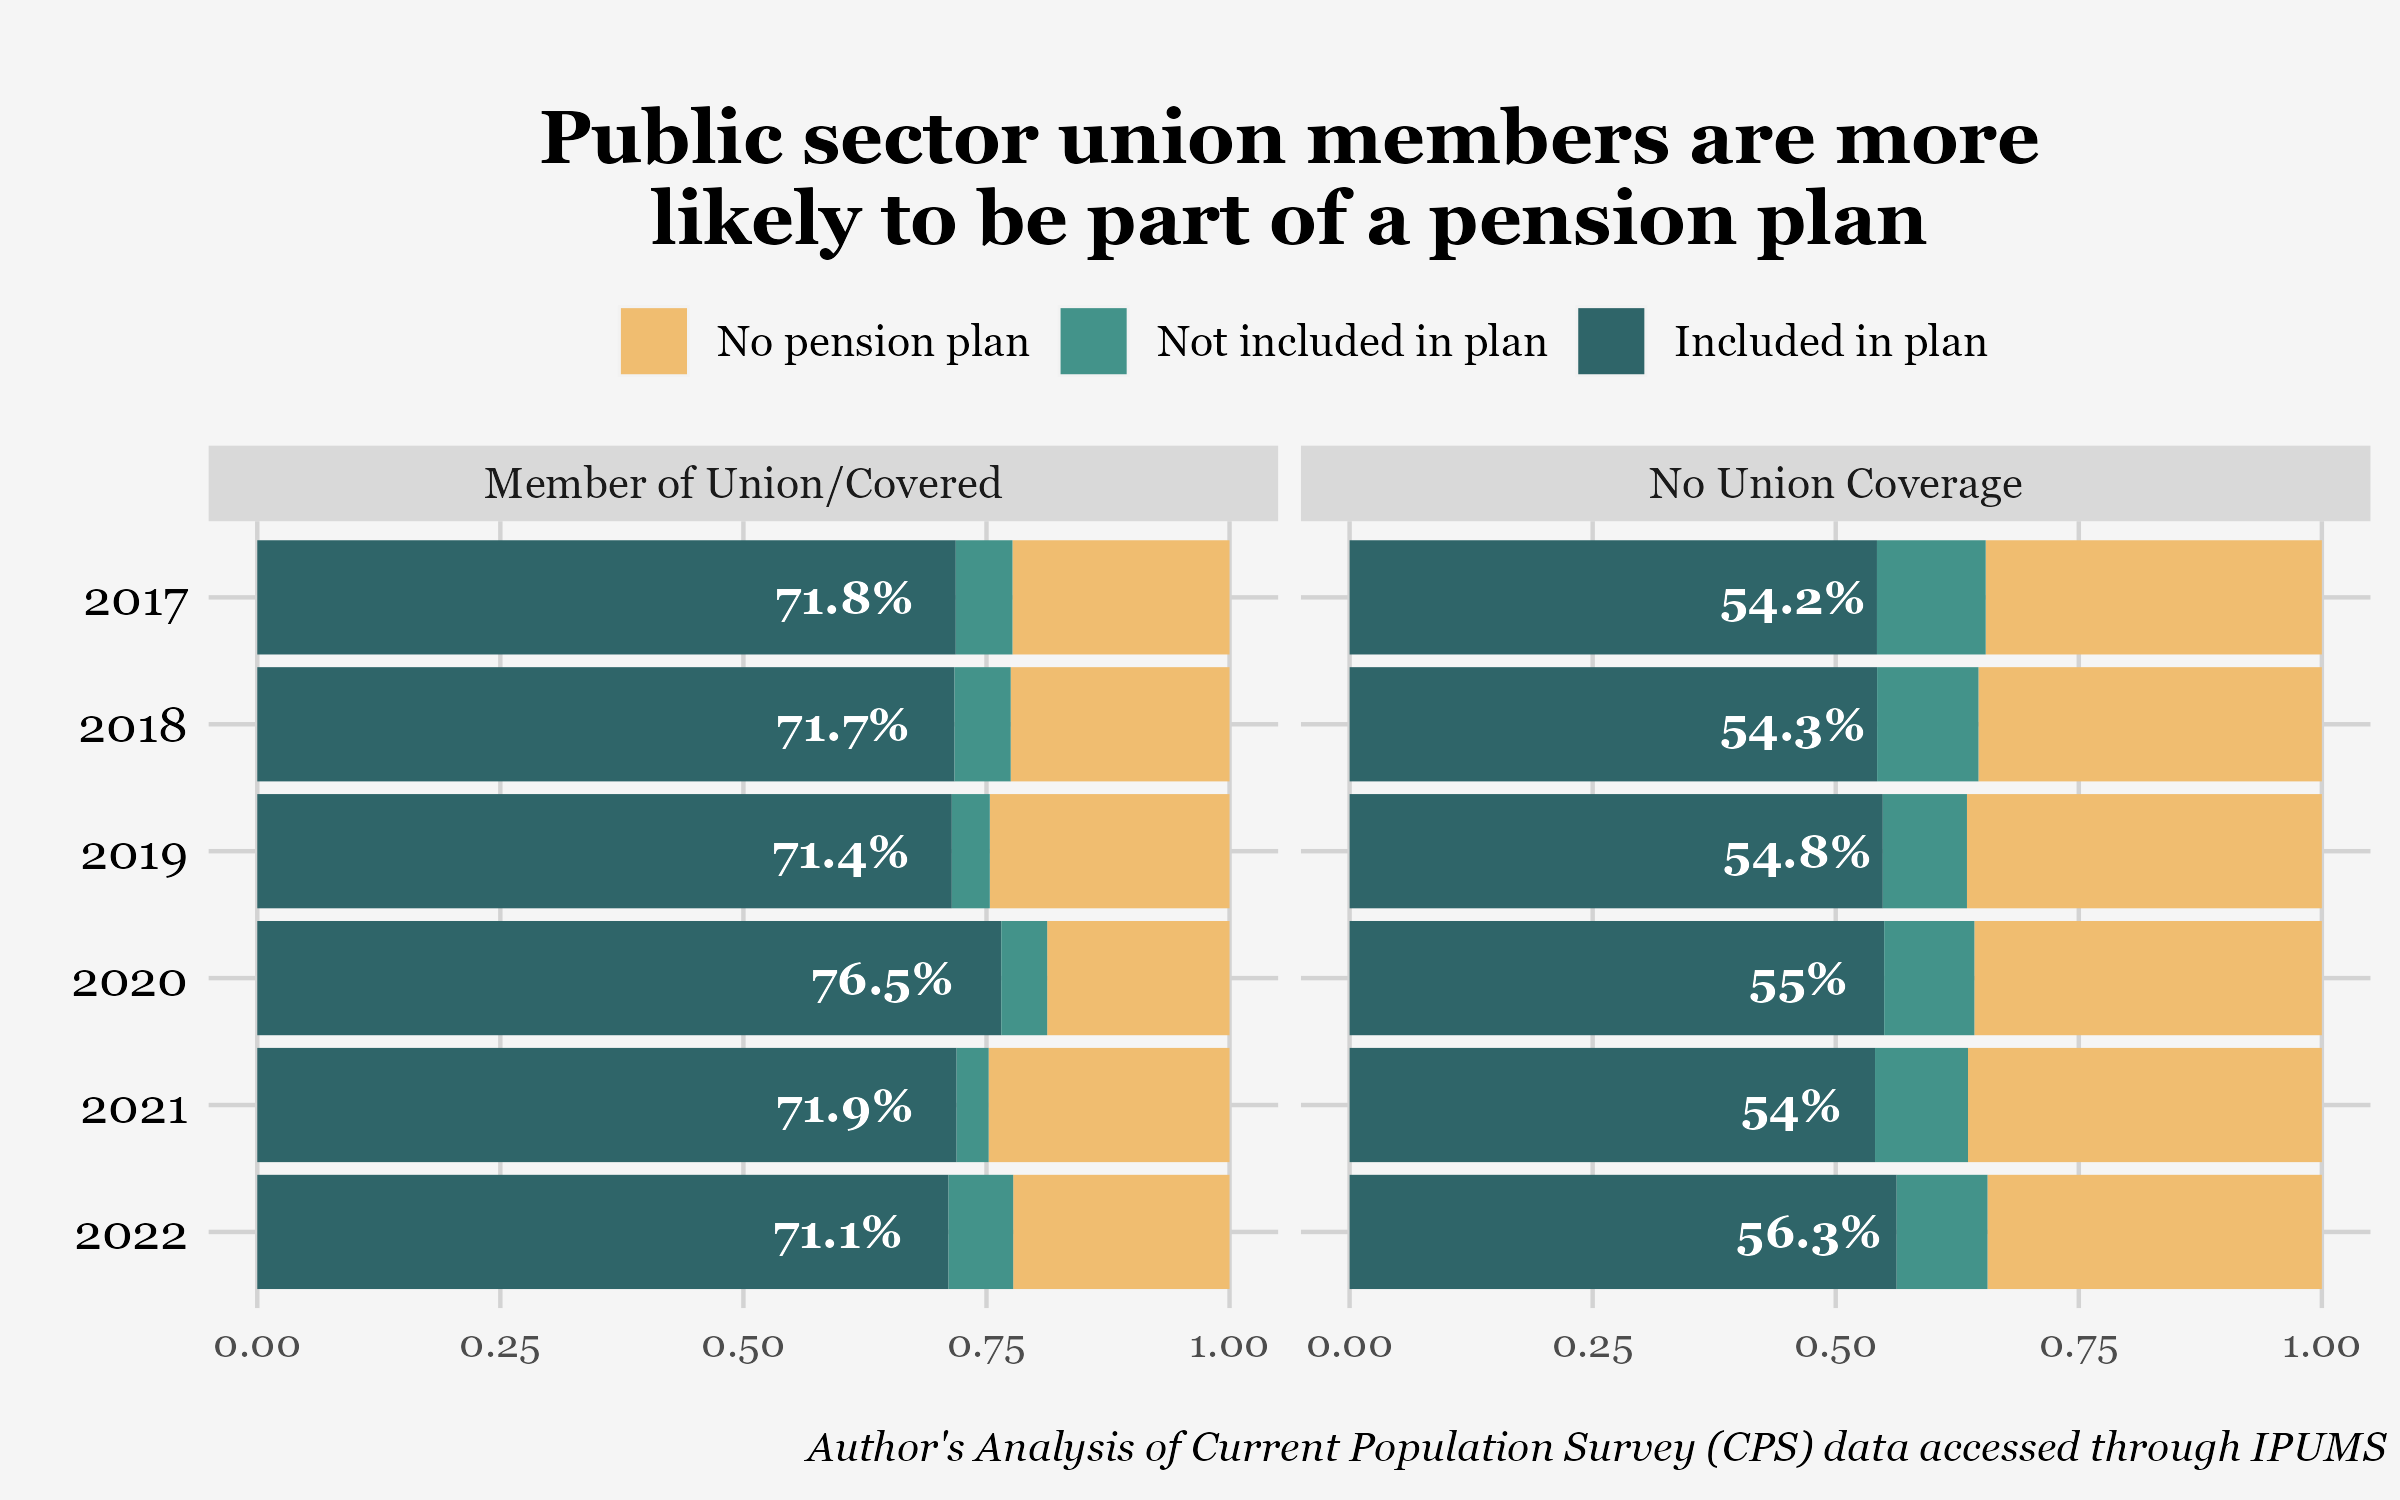 Public sector union members are more
likely to be part of a pension plan
No pension plan
Not included in plan
Included in plan
Member of Union/Covered
No Union Coverage
2017
71.8%
54.2%
2018
71.7%
54.3%
2019
71.4%
54.8%
2020
76.5%
55%
2021
71.9%
54%
2022
71.1%
56.3%
0.00 0.25 0.50 0.75 1.00
0.00 0.25 0.50 0.75 1.00
Author's Analysis of Current Population Survey (CPS) data accessed through IPUMS